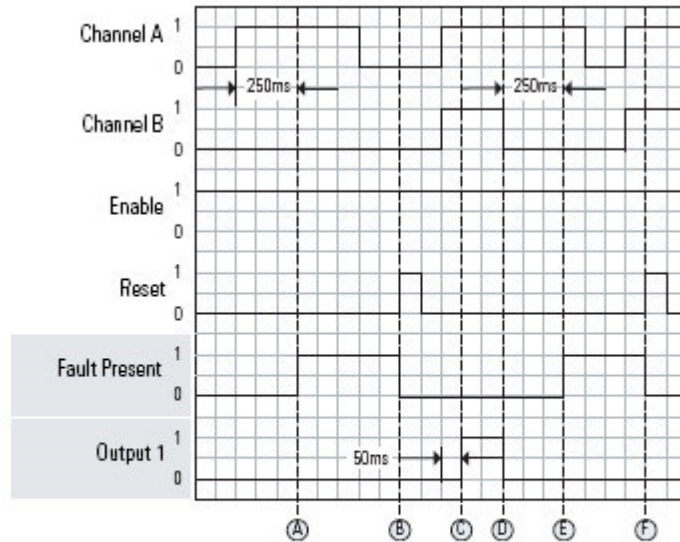 Channel A
1
0
250ms
250ms
Channel B
1
0
Enable
1
0
Reset
1
0
Fault Present
1
0
Output 1
1
0
50ms
A B C D E F